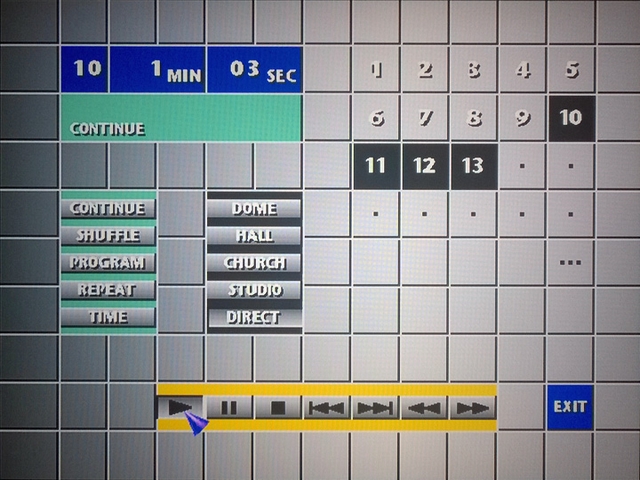 10 1 MIN 03 SEC
CONTINUE
1 2 3 4 5
6 7 8 9 10
11 12 13
CONTINUE
SHUFFLE
PROGRAM
REPEAT
TIME
DOME
HALL
CHURCH
STUDIO
DIRECT
EXIT